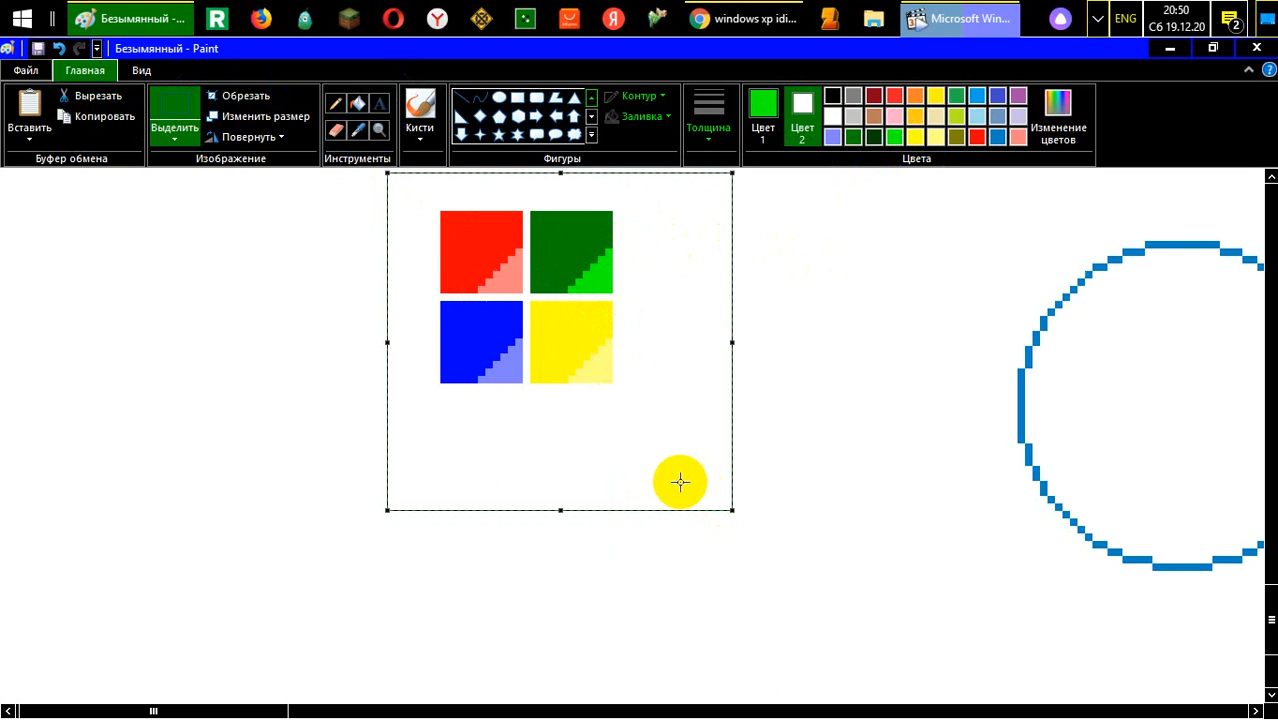 Безымянный -...
windows xp idi...
Microsoft Win...
ENG
20:50
Сб 19.12.20
2
Безымянный - Paint
Файл
Главная
Вид
Вставить
Вырезать
Копировать
Буфер обмена
Выделить
Обрезать
Изменить размер
Повернуть
Изображение
Инструменты
Кисти
Контур
Заливка
Фигуры
Толщина
Цвет
1
Цвет
2
Изменение
цветов
Цвета